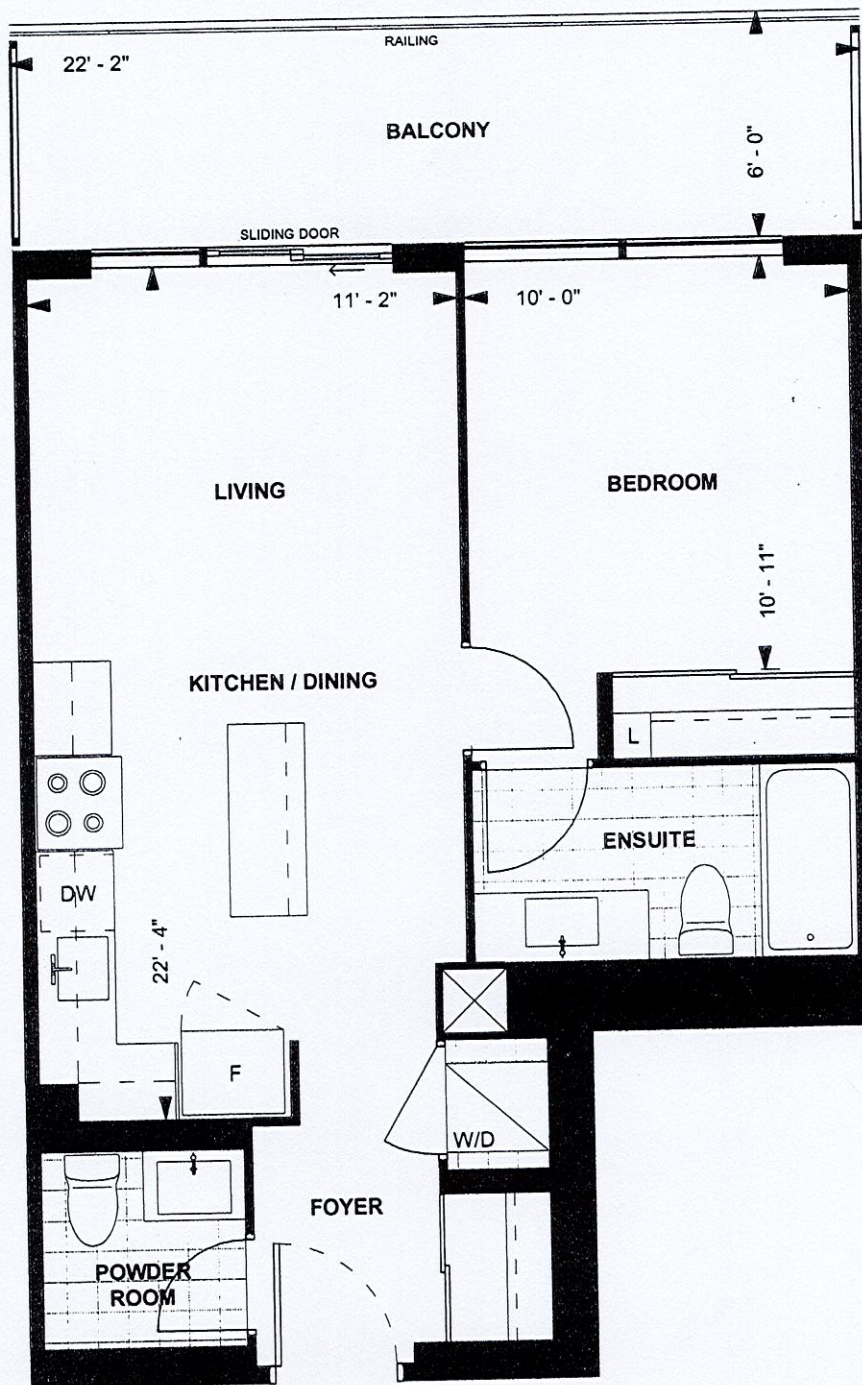 RAILING
22' - 2"
BALCONY
6' - 0"
SLIDING DOOR
11' - 2"
10' - 0"
LIVING
BEDROOM
10' - 11"
KITCHEN / DINING
L
ENSUITE
DW
22' - 4"
F
W/D
FOYER
POWDER
ROOM